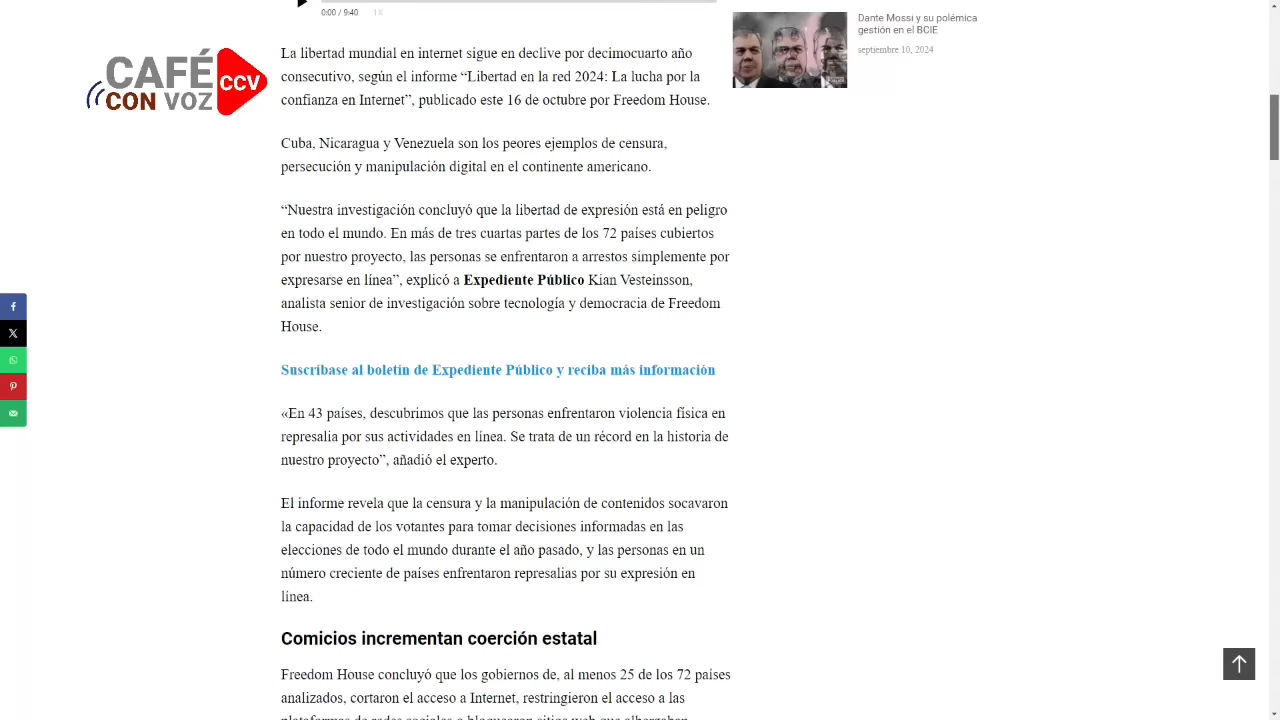 0:00 / 9:40 1X
CAFÉ
CON VOZ
CCV
La libertad mundial en internet sigue en declive por decimocuarto año
consecutivo, según el informe “Libertad en la red 2024: La lucha por la
confianza en Internet”, publicado este 16 de octubre por Freedom House.
Cuba, Nicaragua y Venezuela son los peores ejemplos de censura,
persecución y manipulación digital en el continente americano.
“Nuestra investigación concluyó que la libertad de expresión está en peligro
en todo el mundo. En más de tres cuartas partes de los 72 países cubiertos
por nuestro proyecto, las personas se enfrentaron a arrestos simplemente por
expresarse en línea”, explicó a Expediente Público Kian Vesteinsson,
analista senior de investigación sobre tecnología y democracia de Freedom
House.
Suscríbase al boletín de Expediente Público y reciba más información
«En 43 países, descubrimos que las personas enfrentaron violencia física en
represalia por sus actividades en línea. Se trata de un récord en la historia de
nuestro proyecto”, añadió el experto.
El informe revela que la censura y la manipulación de contenidos socavaron
la capacidad de los votantes para tomar decisiones informadas en las
elecciones de todo el mundo durante el año pasado, y las personas en un
número creciente de países enfrentaron represalias por su expresión en
línea.
Comicios incrementan coerción estatal
Freedom House concluyó que los gobiernos de, al menos 25 de los 72 países
analizados, cortaron el acceso a Internet, restringieron el acceso a las
plataformas de redes sociales o bloquearon sitios web que albergaban
Dante Mossi y su polémica
gestión en el BCIE
septiembre 10, 2024